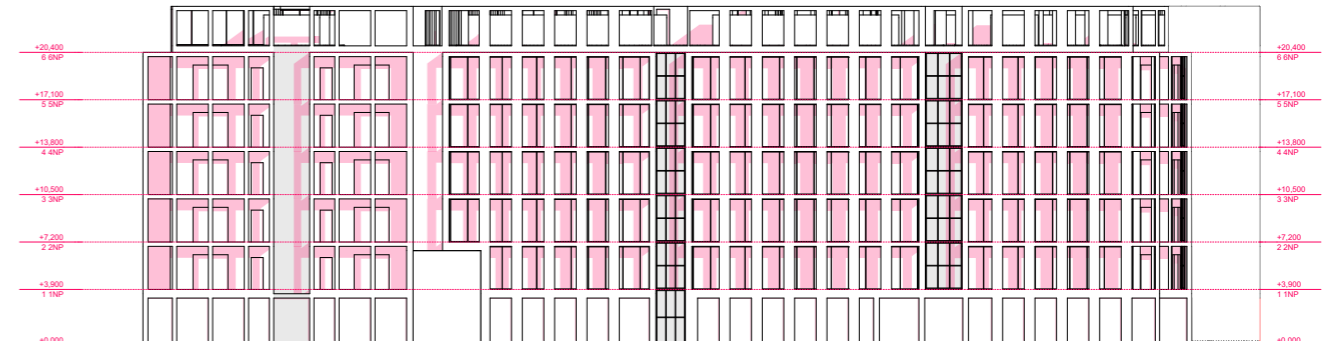 +20,400
6 6NP
+17,100
5 5NP
+13,800
4 4NP
+10,500
3 3NP
+7,200
2 2NP
+3,900
1 1NP
+0,000
+20,400
6 6NP
+17,100
5 5NP
+13,800
4 4NP
+10,500
3 3NP
+7,200
2 2NP
+3,900
1 1NP
+0,000